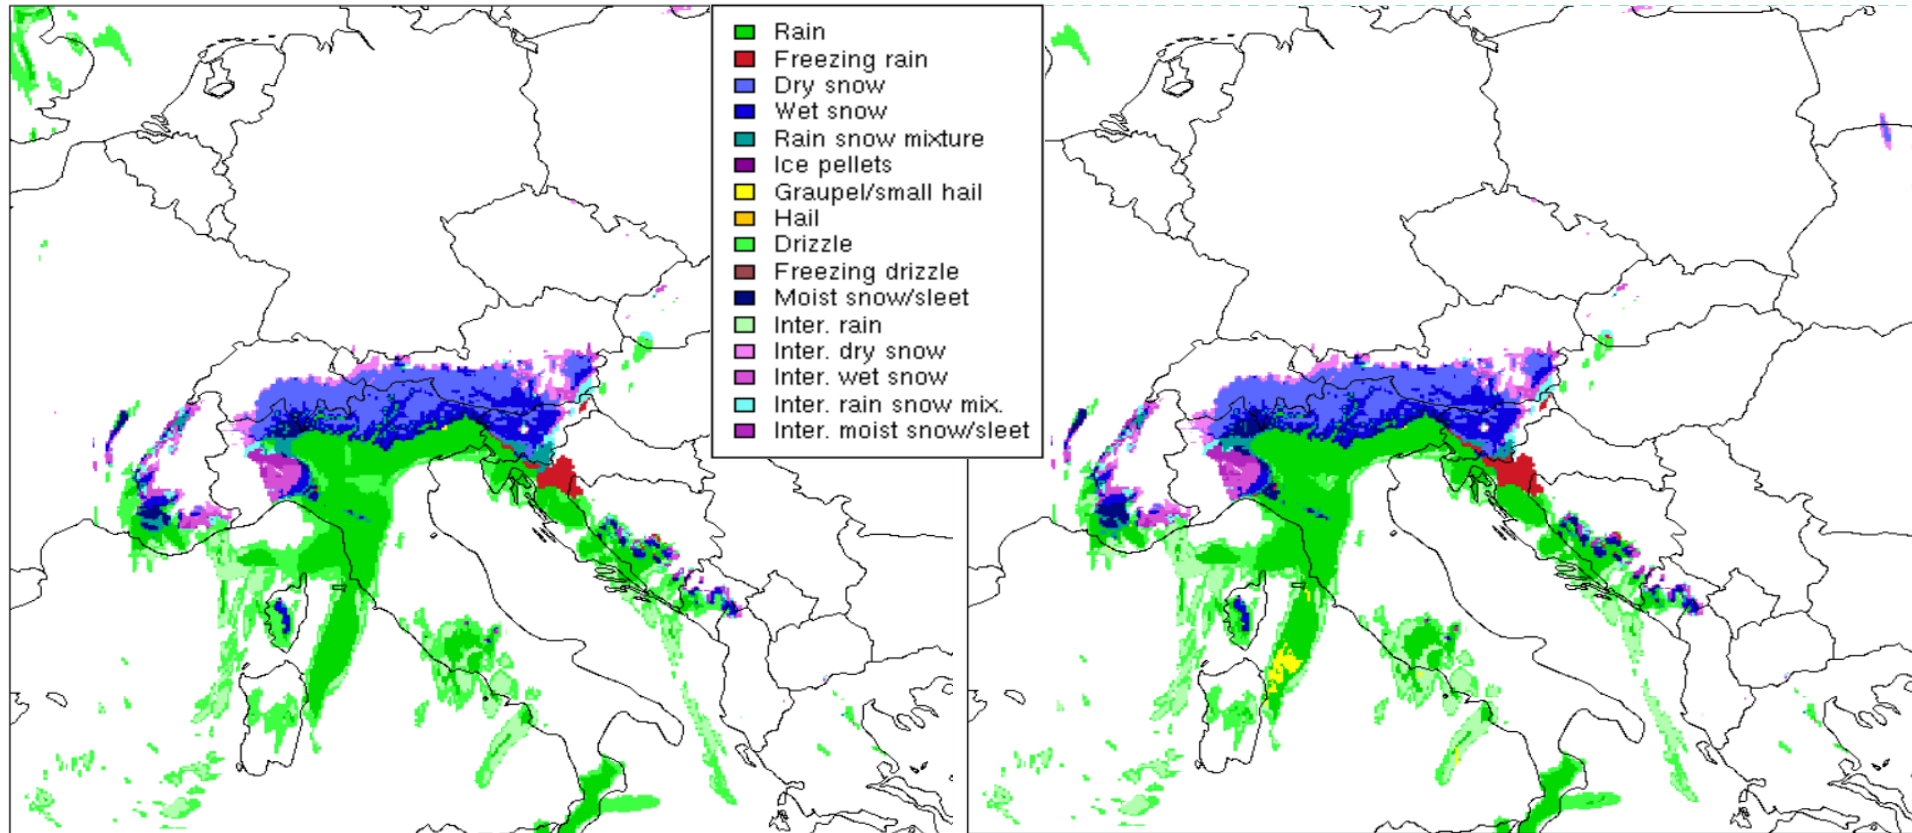 Rain
Freezing rain
Dry snow
Wet snow
Rain snow mixture
Ice pellets
Graupel/small hail
Hail
Drizzle
Freezing drizzle
Moist snow/sleet
Inter. rain
Inter. dry snow
Inter. wet snow
Inter. rain snow mix.
Inter. moist snow/sleet